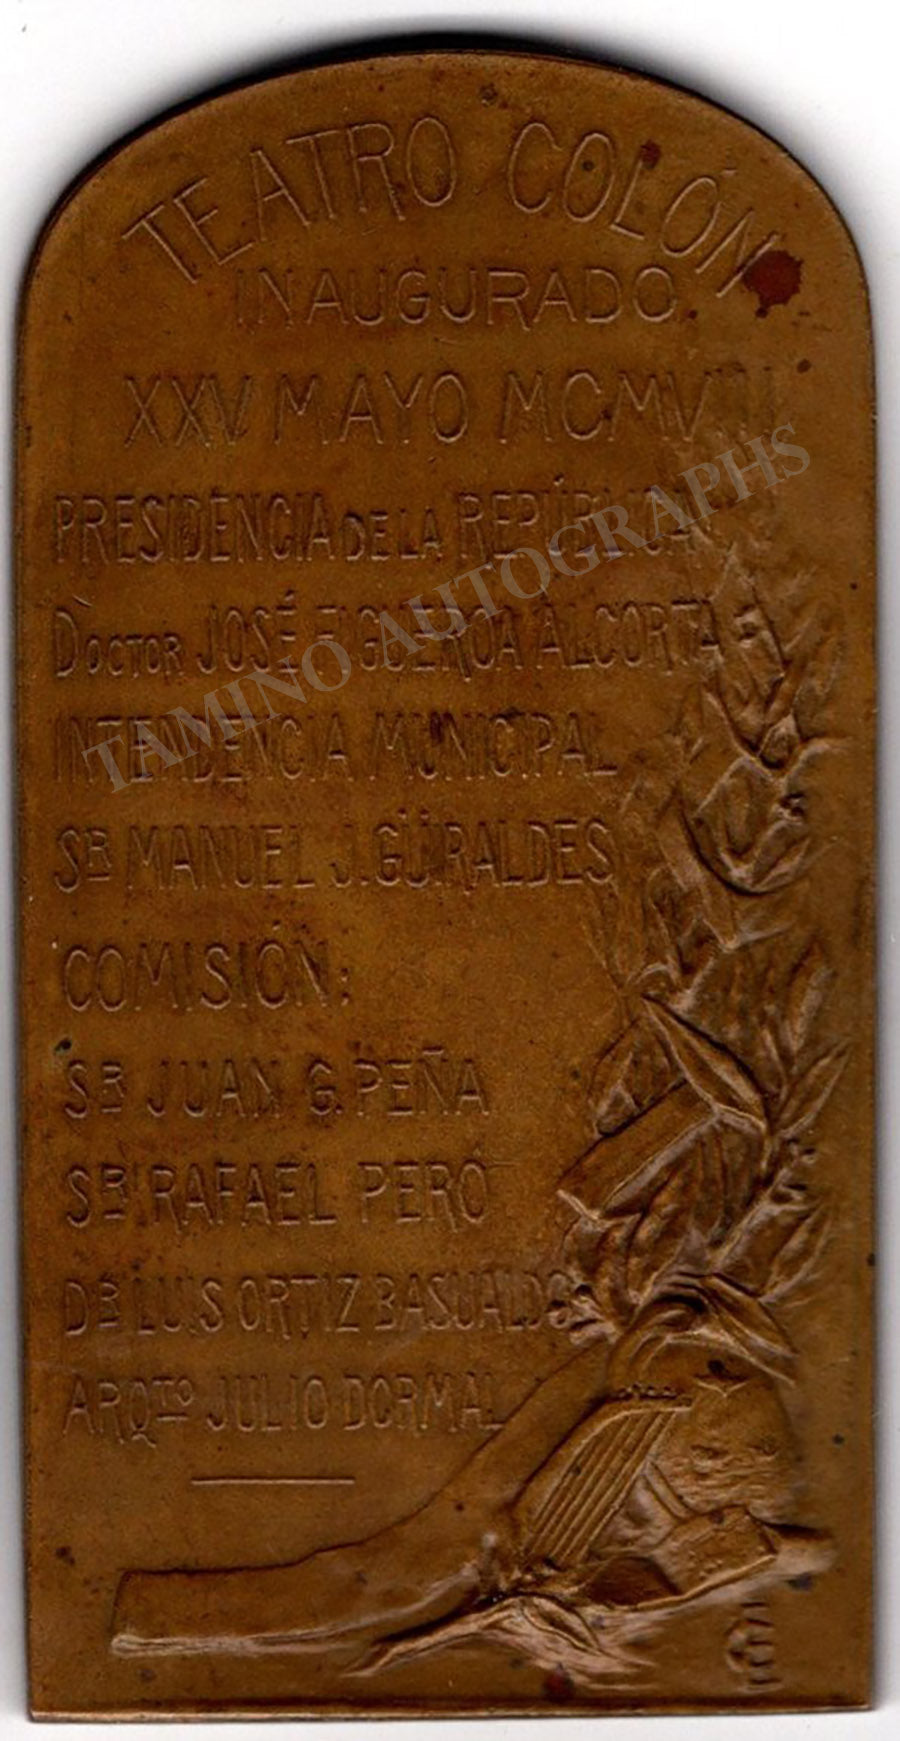 TEATRO COLÓN
INAUGURADO
XXV MAYO MCMVIII
PRESIDENCIA DE LA REPÚBLICA
DOCTOR JOSÉ FIGUEROA ALCORTA
INTENDENCIA MUNICIPAL
SR MANUEL J. GÜIRALDES
COMISIÓN:
SR JUAN G. PEÑA
SR RAFAEL PERÓ
DR LUIS ORTIZ BASUALDO
ARQTO JULIO DORMAL
TAMINO AUTOGRAPHS